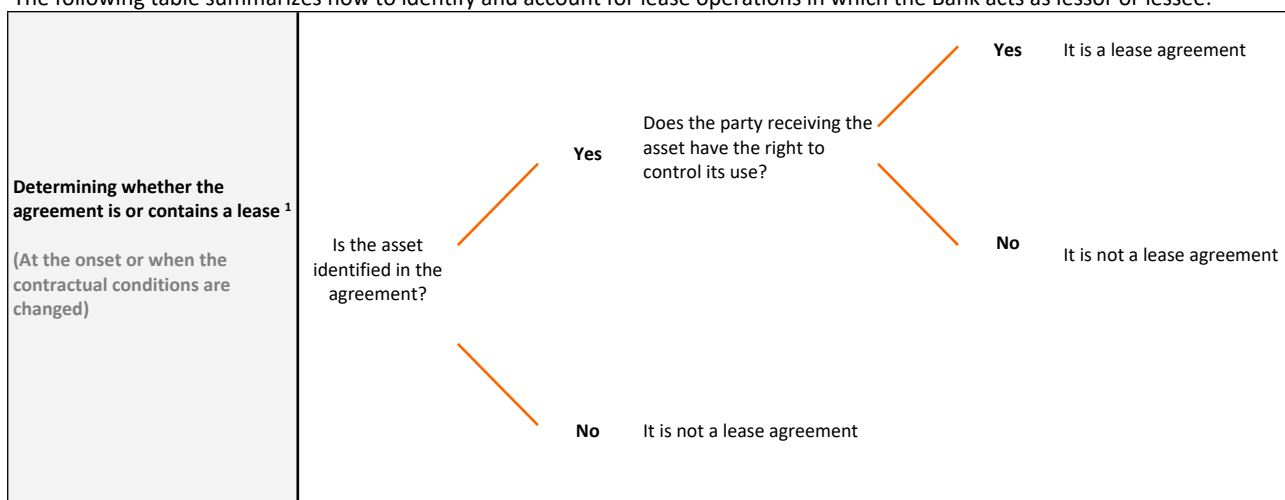 The following table summarizes how to identify and account for lease operations in which the Bank acts as lessor or lessee:
Determining whether the
agreement is or contains a lease ¹
(At the onset or when the
contractual conditions are
changed)
Is the asset
identified in the
agreement?
Yes
Does the party receiving the
asset have the right to
control its use?
Yes It is a lease agreement
No It is not a lease agreement
No It is not a lease agreement